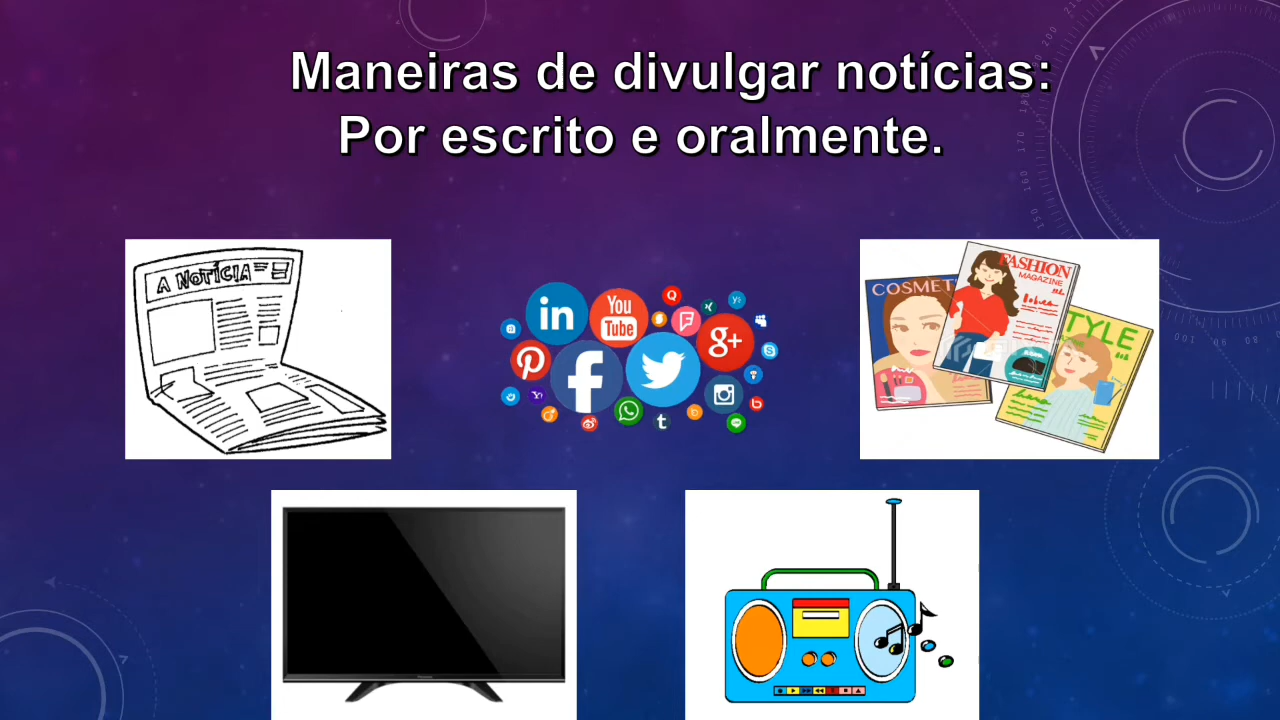 Maneiras de divulgar notícias:
Por escrito e oralmente.
A NOTÍCIA
in
You
Tube
g+
COSMET
FASHION
MAGAZINE
TYLE